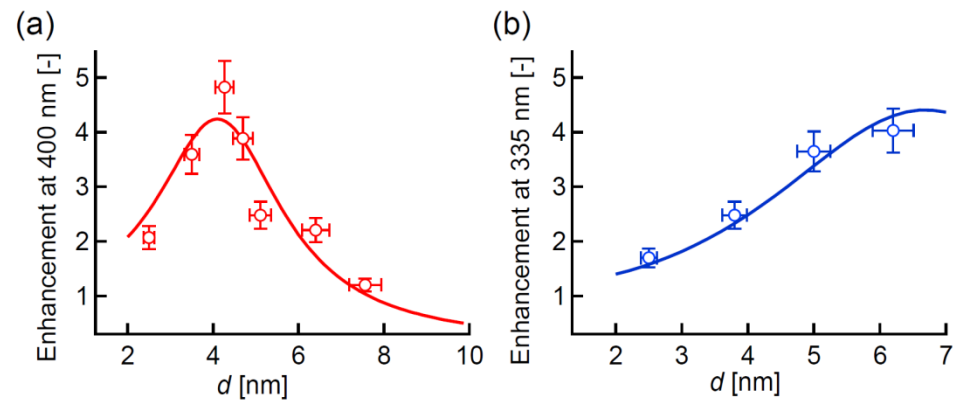 (a)
Enhancement at 400 nm [-]
5
4
3
2
1
2 4 6 8 10
d [nm]
(b)
Enhancement at 335 nm [-]
5
4
3
2
1
2 3 4 5 6 7
d [nm]